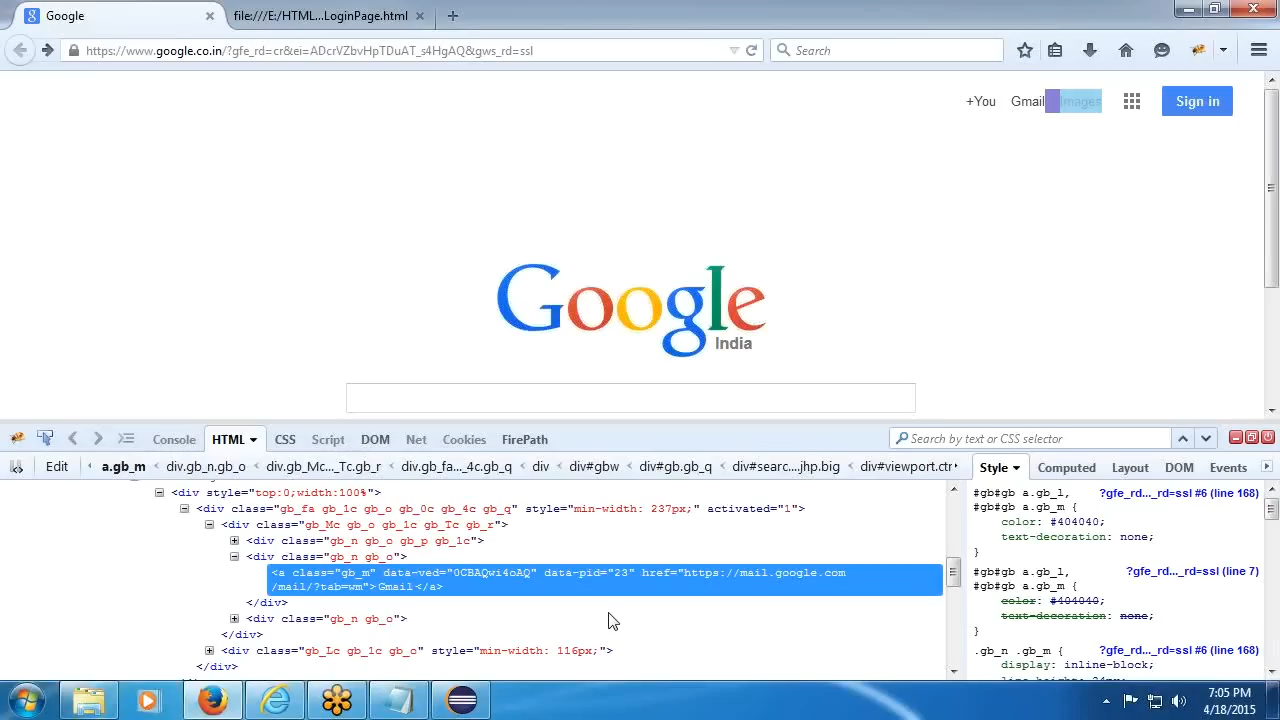 Google
file:///E:/HTML...LoginPage.html
https://www.google.co.in/?gfe_rd=cr&ei=ADcrVZbvHpTDuAT_s4HgAQ&gws_rd=ssl
Search
+You
Gmail
Images
Sign in
Google
India
Console
HTML
CSS
Script
DOM
Net
Cookies
FirePath
Search by text or CSS selector
Edit
a.gb_m
div.gb_n.gb_o
div.gb_Mc..._Tc.gb_r
div.gb_fa..._4c.gb_q
div
div#gbw
div#gb.gb_q
div#searc....jhp.big
div#viewport.ctr
Style
Computed
Layout
DOM
Events
<div style="top:0;width:100%">
<div class="gb_fa gb_1c gb_o gb_0c gb_4c gb_q" style="min-width: 237px;" activated="1">
<div class="gb_Mc gb_o gb_1c gb_Tc gb_r">
<div class="gb_n gb_o gb_p gb_1c">
<div class="gb_n gb_o">
<a class="gb_m" data-ved="0CBAQwi4oAQ" data-pid="23" href="https://mail.google.com
/mail/?tab=wm">Gmail</a>
</div>
<div class="gb_n gb_o">
</div>
<div class="gb_Lc gb_1c gb_o" style="min-width: 116px;">
</div>
#gb#gb a.gb_l, ?gfe_rd..._rd=ssl #6 (line 168)
#gb#gb a.gb_m {
color: #404040;
text-decoration: none;
}
#gb#gb a.gb_l, ?gfe_rd..._rd=ssl (line 7)
#gb#gb a.gb_m {
color: #404040;
text-decoration: none;
}
.gb_n .gb_m { ?gfe_rd..._rd=ssl #6 (line 168)
display: inline-block;
line-height: 24px;
7:05 PM
4/18/2015